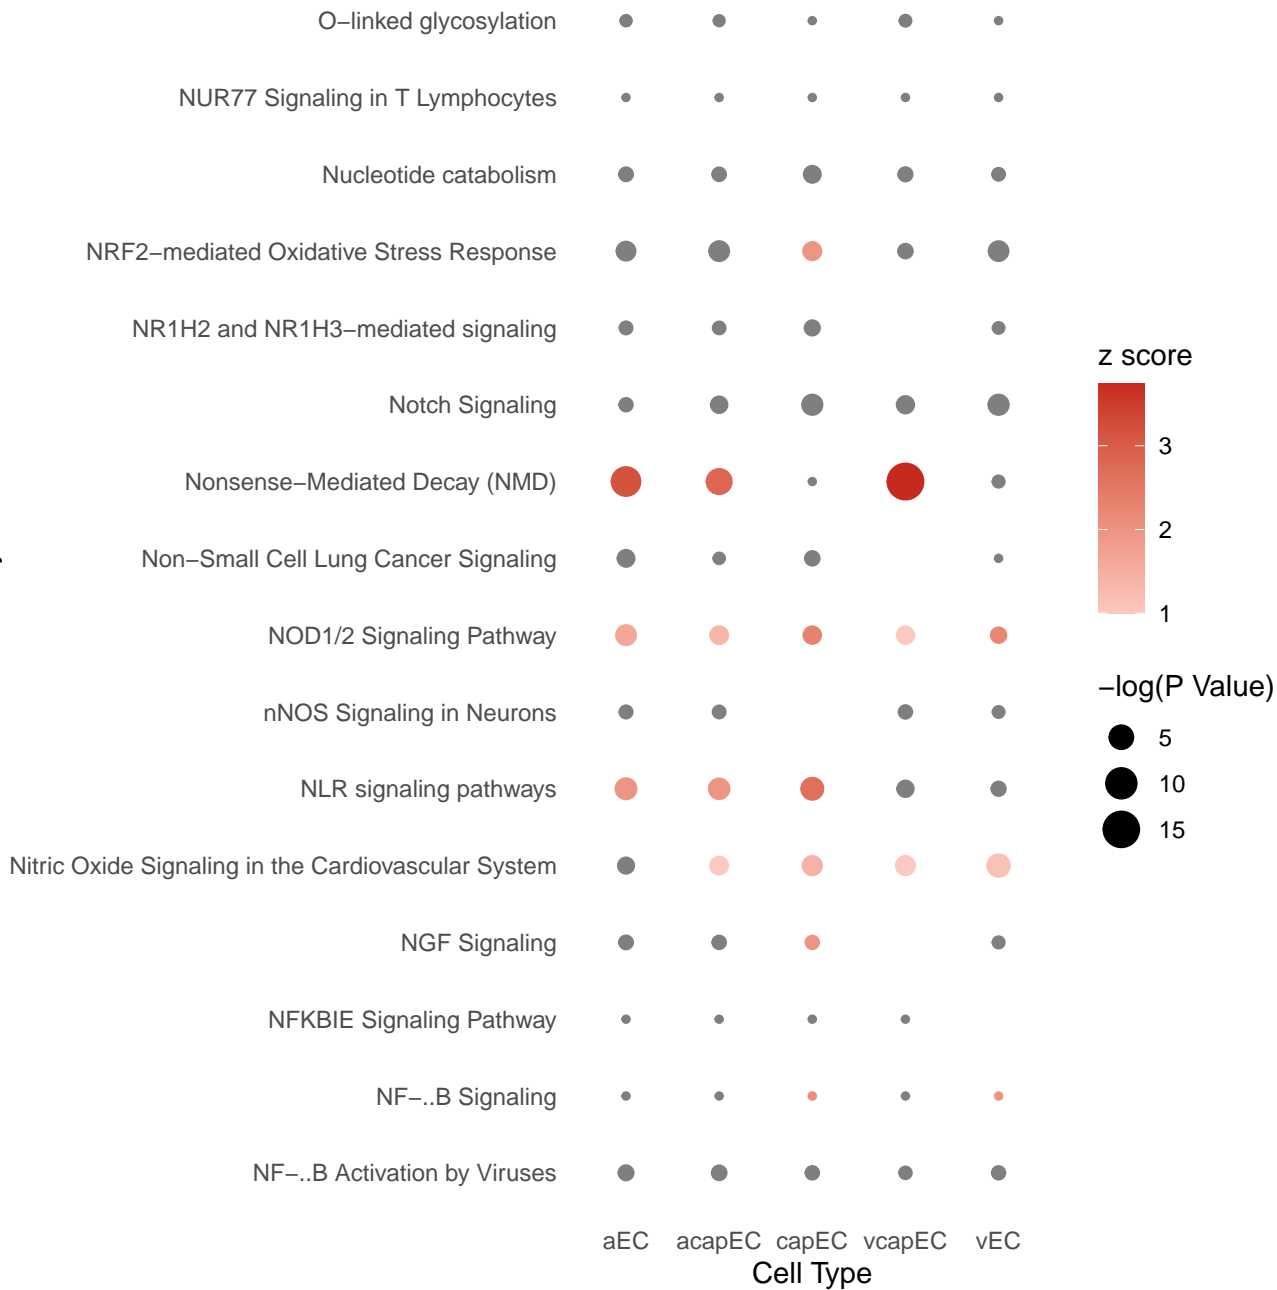 O−linked glycosylation
NUR77 Signaling in T Lymphocytes
Nucleotide catabolism
NRF2−mediated Oxidative Stress Response
NR1H2 and NR1H3−mediated signaling
Notch Signaling
Nonsense−Mediated Decay (NMD)
Non−Small Cell Lung Cancer Signaling
NOD1/2 Signaling Pathway
nNOS Signaling in Neurons
NLR signaling pathways
Nitric Oxide Signaling in the Cardiovascular System
NGF Signaling
NFKBIE Signaling Pathway
NF−..B Signaling
NF−..B Activation by Viruses
aEC acapEC capEC vcapEC vEC
Cell Type
z score
3
2
1
−log(P Value)
5
10
15